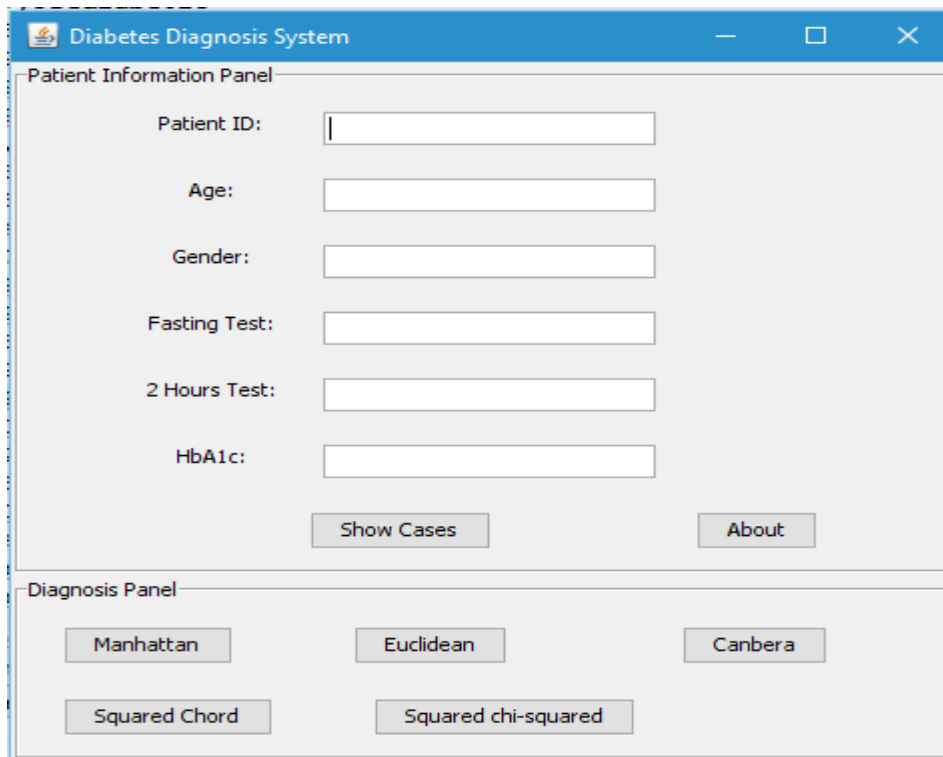 Diabetes Diagnosis System
Patient Information Panel
Patient ID:
Age:
Gender:
Fasting Test:
2 Hours Test:
HbA1c:
Show Cases About
Diagnosis Panel
Manhattan Euclidean Canbera
Squared Chord Squared chi-squared